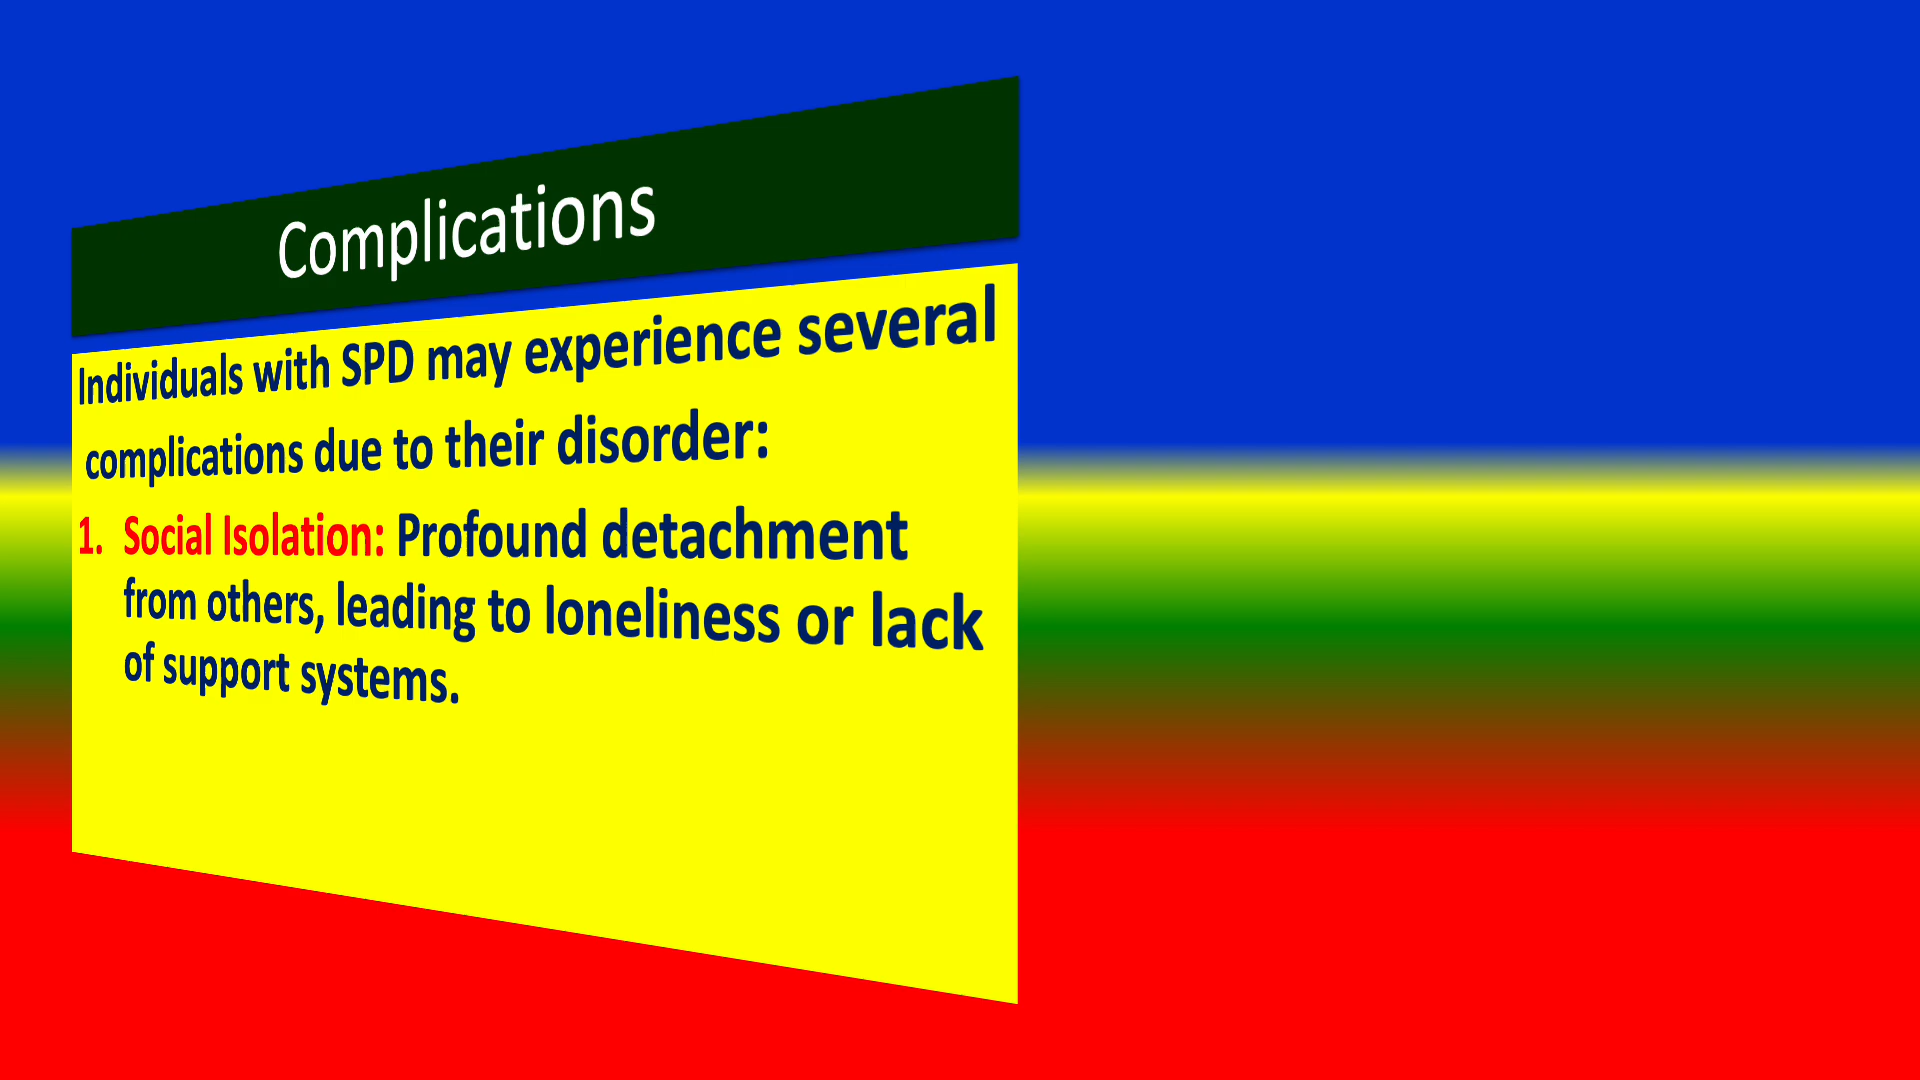 Complications
Individuals with SPD may experience several
complications due to their disorder:
1. Social Isolation: Profound detachment
from others, leading to loneliness or lack
of support systems.